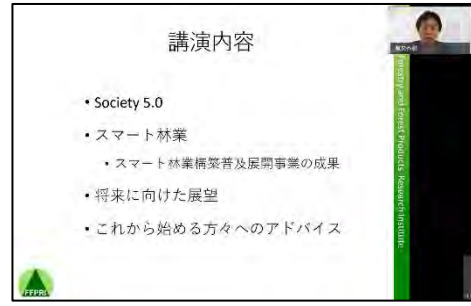 講演内容
• Society 5.0
• スマート林業
• スマート林業構築普及展開事業の成果
• 将来に向けた展望
• これから始める方々へのアドバイス
Forestry and Forest Products Research Institute
FFPRI